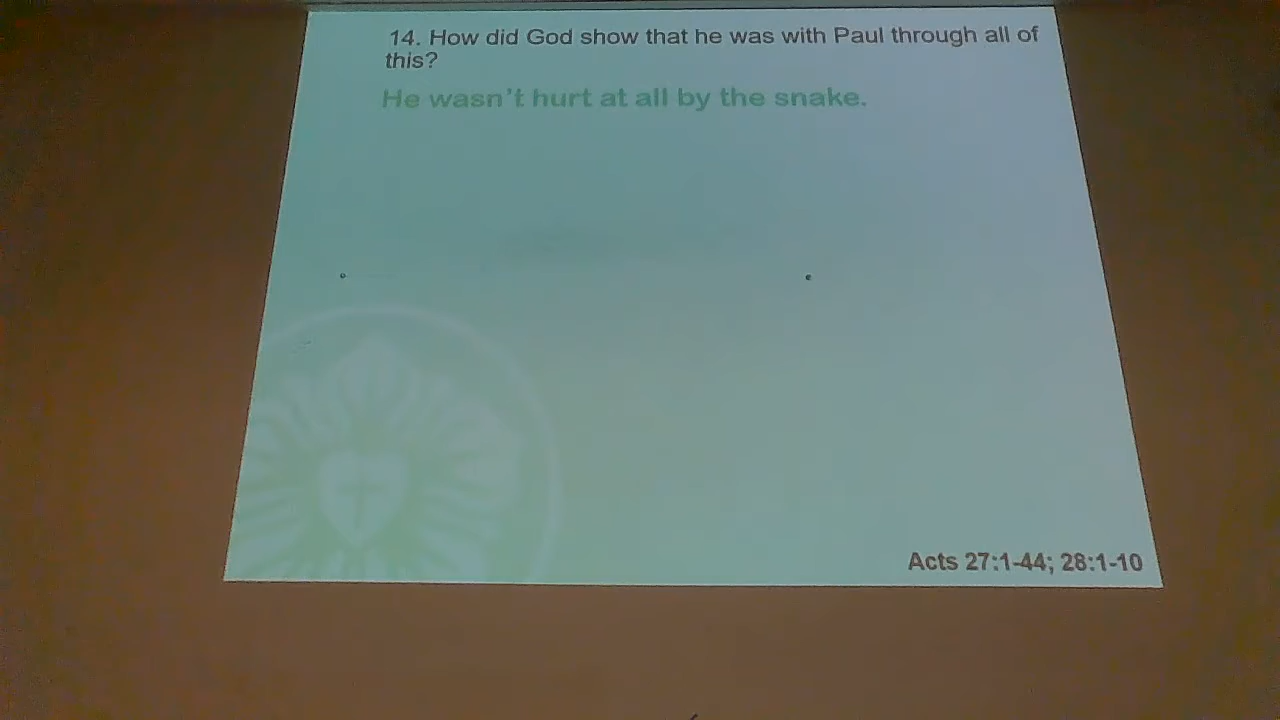 14. How did God show that he was with Paul through all of
this?
He wasn't hurt at all by the snake.
Acts 27:1-44; 28:1-10